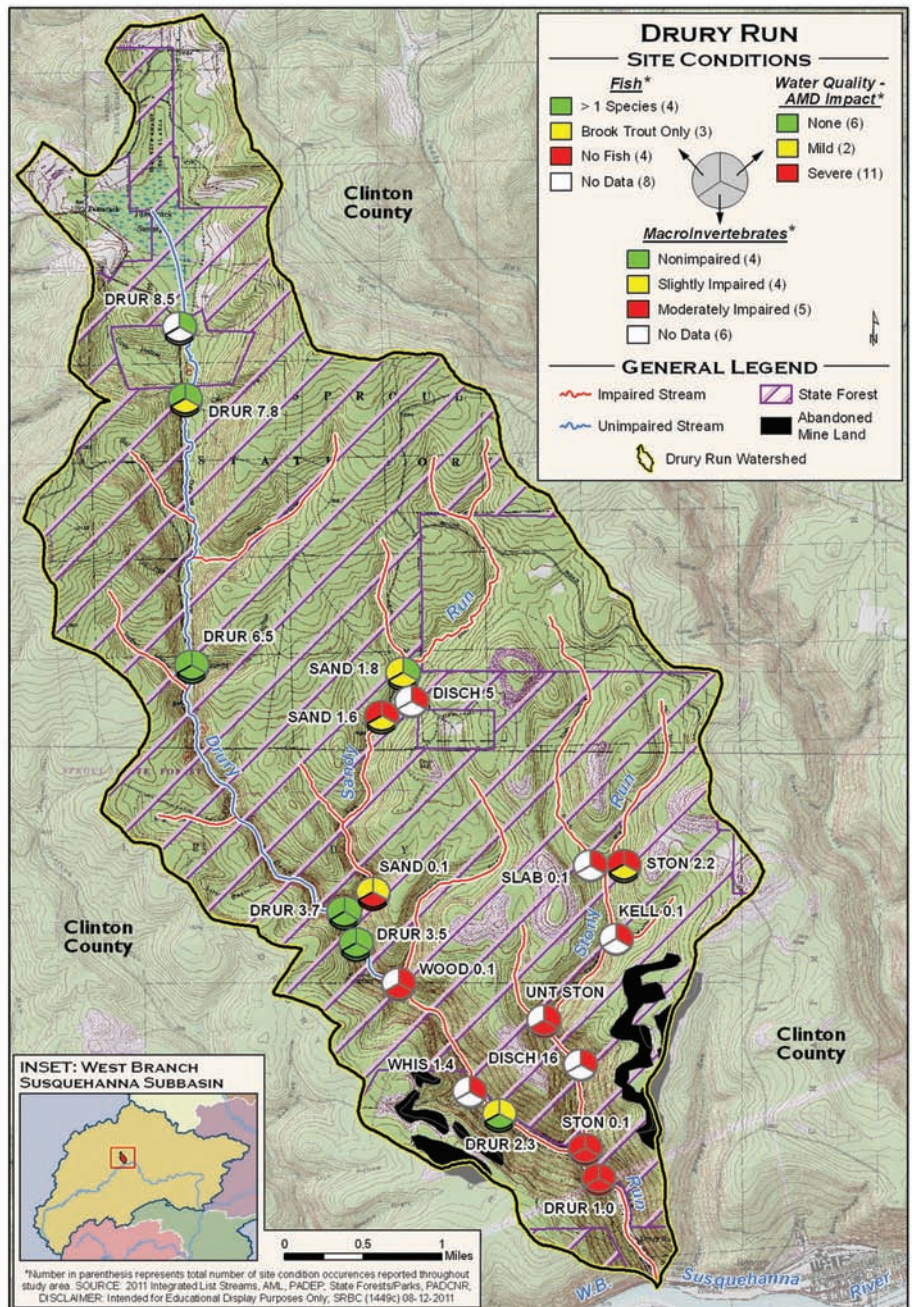 DRURY RUN
SITE CONDITIONS
Fish*
> 1 Species (4)
Brook Trout Only (3)
No Fish (4)
No Data (8)
Water Quality -
AMD Impact*
None (6)
Mild (2)
Severe (11)
Macroinvertebrates*
Nonimpaired (4)
Slightly Impaired (4)
Moderately Impaired (5)
No Data (6)
N
GENERAL LEGEND
Impaired Stream
Unimpaired Stream
State Forest
Abandoned
Mine Land
Drury Run Watershed
Clinton
County
DRUR 8.5
DRUR 7.8
SPROUL
STATE FOREST
DRUR 6.5
Run
SAND 1.8
DISCH 5
SAND 1.6
Drury
Sandy
Run
SLAB 0.1
STON 2.2
SAND 0.1
DRUR 3.7
KELL 0.1
DRUR 3.5
Stony
Clinton
County
WOOD 0.1
UNT STON
Clinton
County
DISCH 16
WHIS 1.4
STON 0.1
DRUR 2.3
DRUR 1.0
Run
W.B. Susquehanna River
INSET: WEST BRANCH
SUSQUEHANNA SUBBASIN
0 0.5 1
Miles
*Number in parenthesis represents total number of site condition occurences reported throughout
study area. SOURCE: 2011 Integrated List Streams, AML, PADEP; State Forests/Parks, PADCNR,
DISCLAIMER: Intended for Educational Display Purposes Only; SRBC (1449c) 08-12-2011